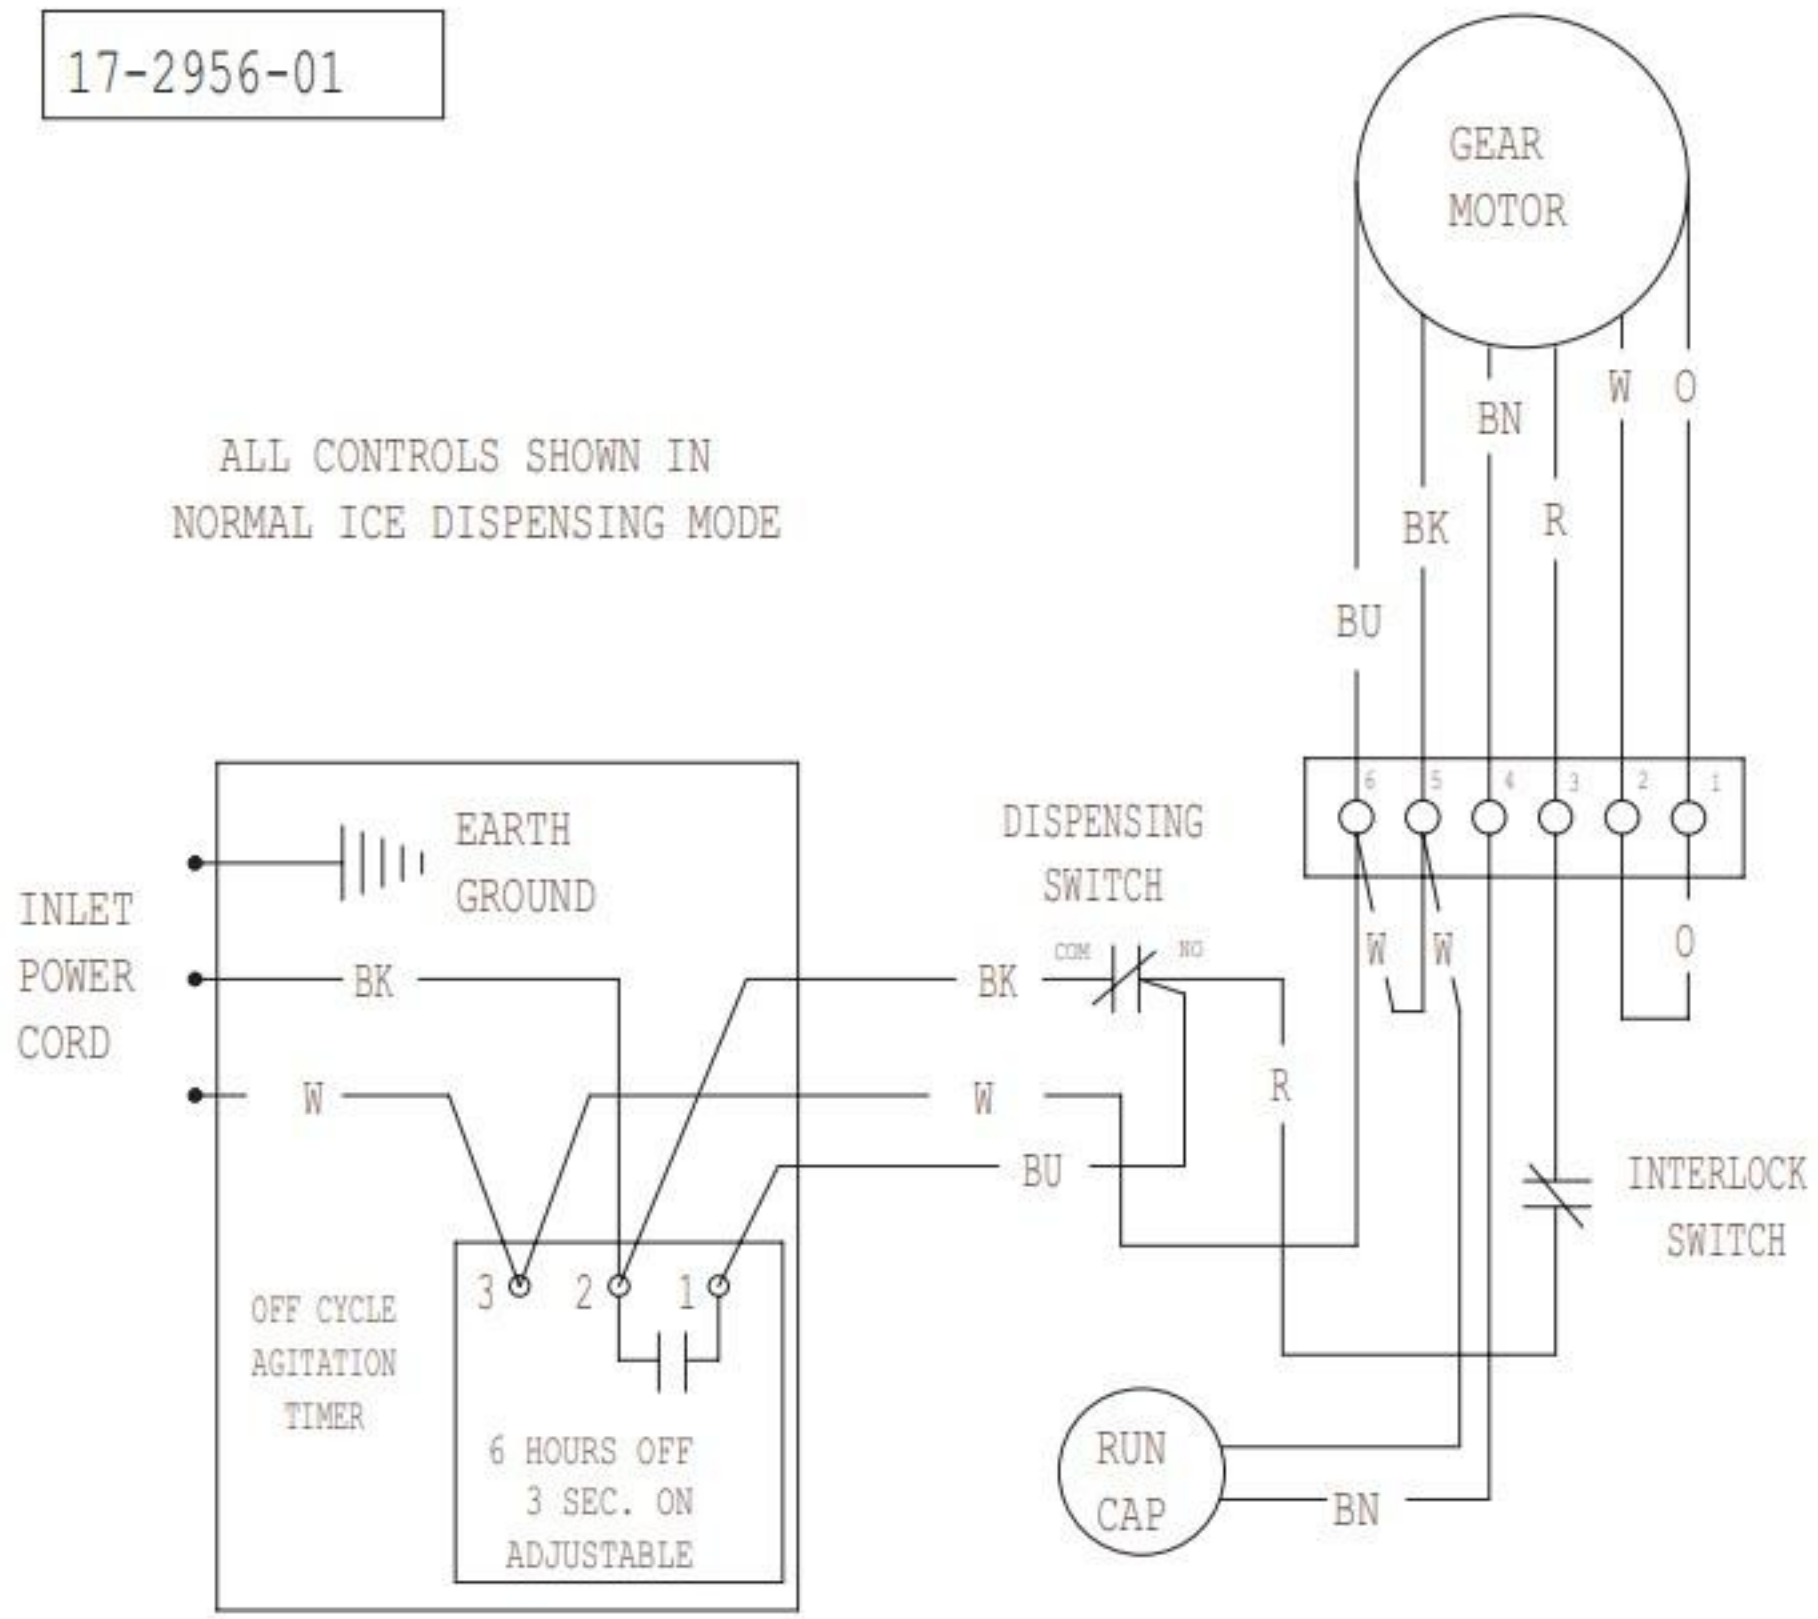 17-2956-01
GEAR
MOTOR
ALL CONTROLS SHOWN IN
NORMAL ICE DISPENSING MODE
W
O
BN
BK
R
BU
6
5
4
3
2
1
DISPENSING
SWITCH
EARTH
GROUND
INLET
POWER
CORD
BK
BK
COM
NO
W
W
O
W
W
R
BU
INTERLOCK
SWITCH
3
2
1
OFF CYCLE
AGITATION
TIMER
6 HOURS OFF
3 SEC. ON
ADJUSTABLE
RUN
CAP
BN